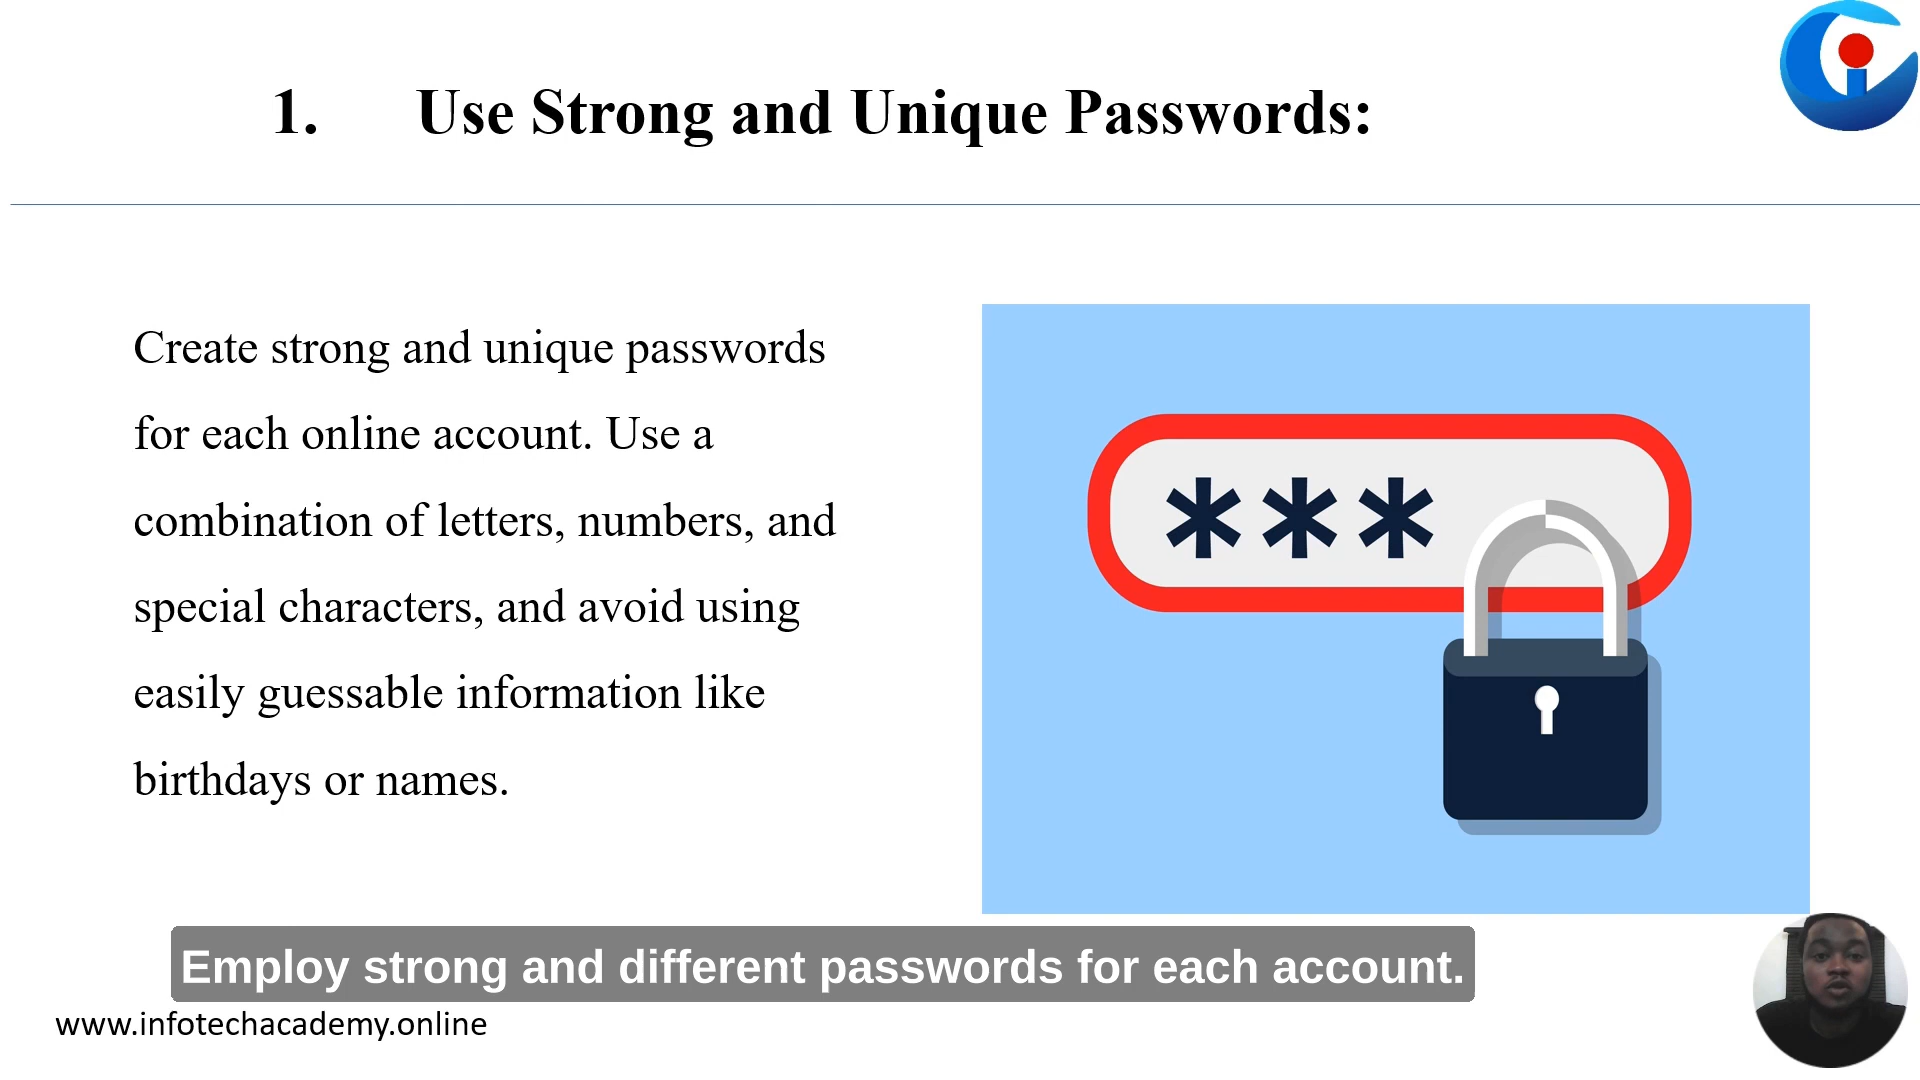 1. Use Strong and Unique Passwords:
Create strong and unique passwords
for each online account. Use a
combination of letters, numbers, and
special characters, and avoid using
easily guessable information like
birthdays or names.
***
Employ strong and different passwords for each account.
www.infotechacademy.online